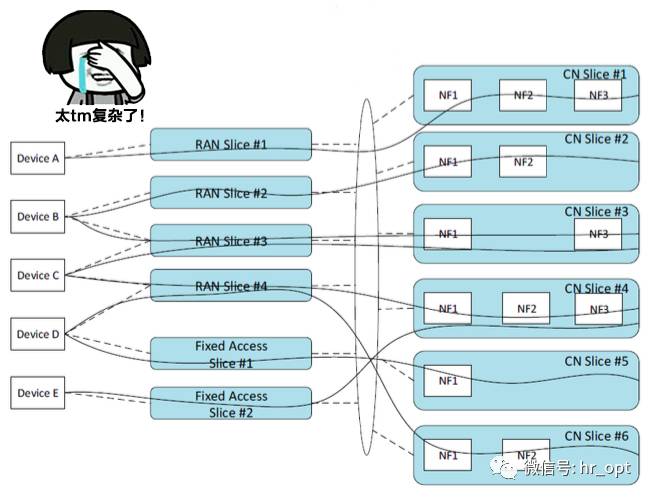 太tm复杂了!
Device A
Device B
Device C
Device D
Device E
RAN Slice #1
RAN Slice #2
RAN Slice #3
RAN Slice #4
Fixed Access
Slice #1
Fixed Access
Slice #2
CN Slice #1
NF1 NF2 NF3
CN Slice #2
NF1 NF2
CN Slice #3
NF1 NF3
CN Slice #4
NF1 NF2 NF3
CN Slice #5
NF1
CN Slice #6
NF1 NF2
微信号: hr_opt